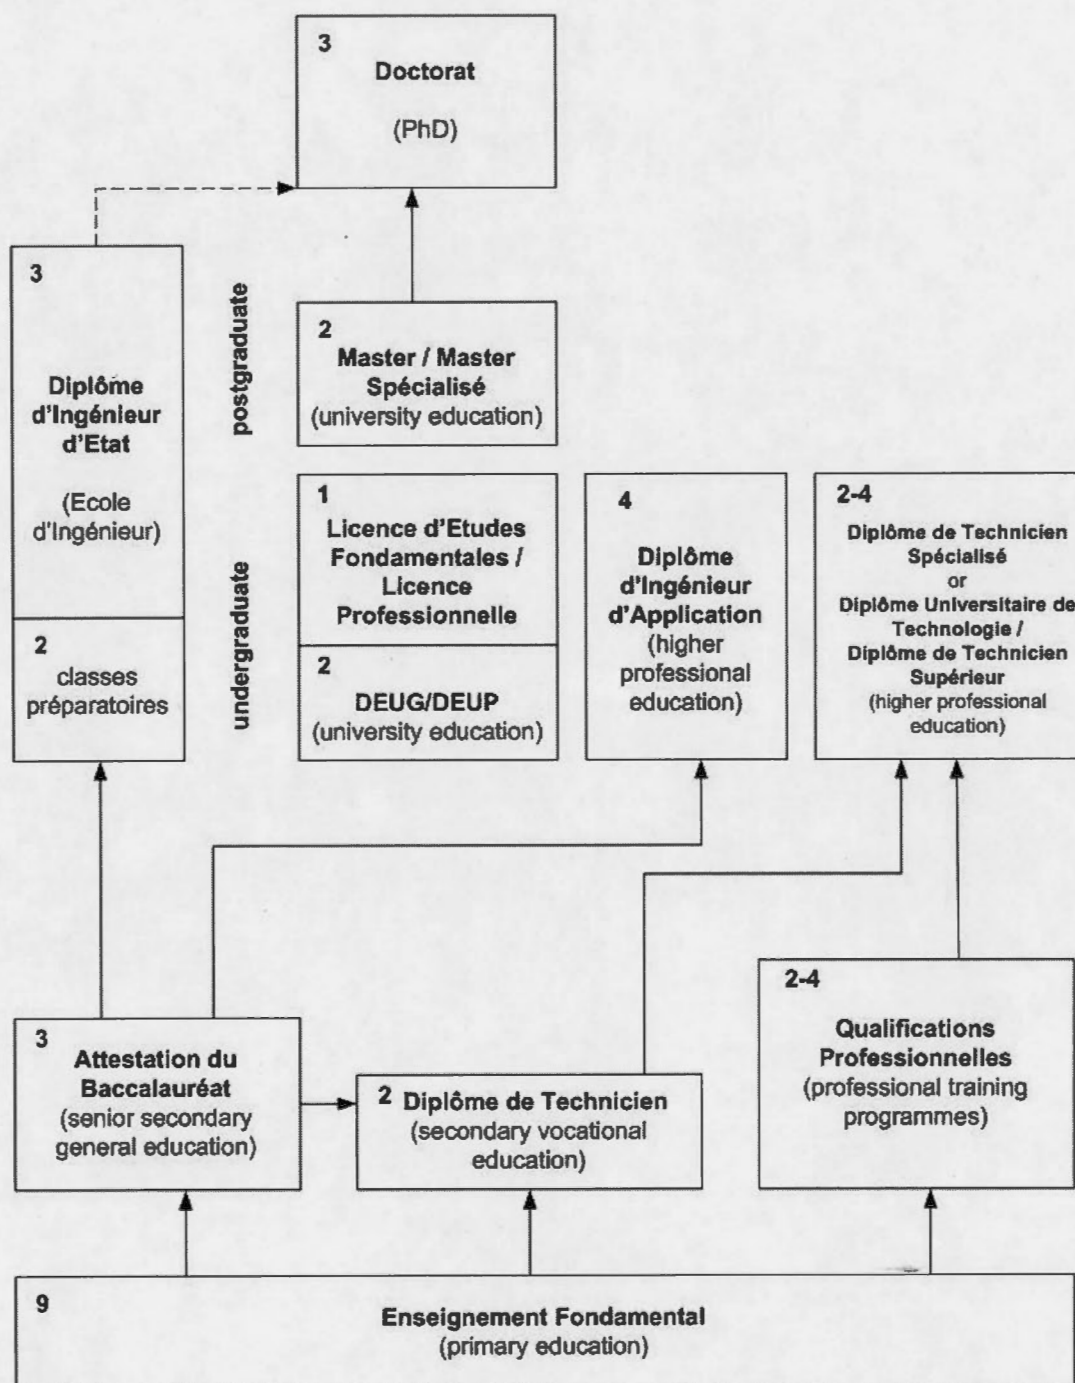 3
Doctorat
(PhD)
3
Diplôme
d'Ingénieur
d'Etat
(Ecole
d'Ingénieur)
2
classes
préparatoires
postgraduate
undergraduate
2
Master / Master
Spécialisé
(university education)
1
Licence d'Etudes
Fondamentales /
Licence
Professionnelle
2
DEUG/DEUP
(university education)
4
Diplôme
d'Ingénieur
d'Application
(higher
professional
education)
2-4
Diplôme de Technicien
Spécialisé
or
Diplôme Universitaire de
Technologie /
Diplôme de Technicien
Supérieur
(higher professional
education)
3
Attestation du
Baccalauréat
(senior secondary
general education)
2 Diplôme de Technicien
(secondary vocational
education)
2-4
Qualifications
Professionnelles
(professional training
programmes)
9
Enseignement Fondamental
(primary education)